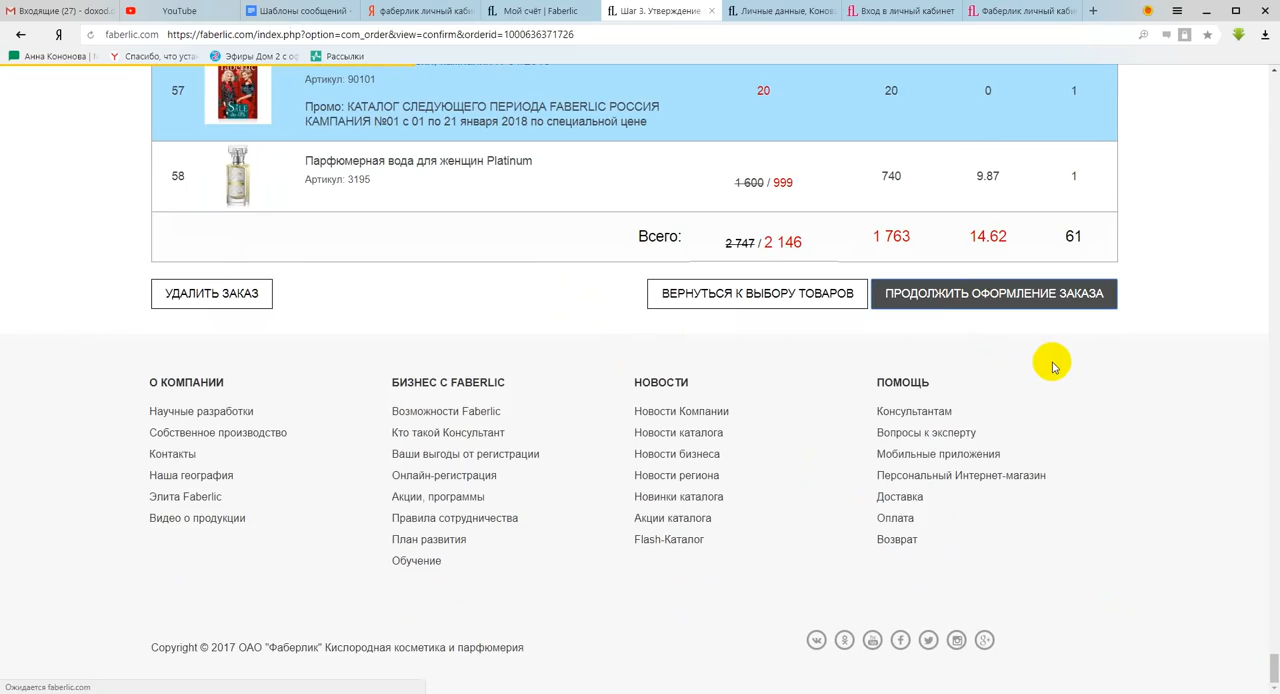 Входящие (27) - doxod.
YouTube
Шаблоны сообщений -
фаберлик личный каби
Мой счёт | Faberlic
Шаг 3. Утверждение
Личные данные, Коно
Вход в личный кабинет
Фаберлик личный каби
faberlic.com https://faberlic.com/index.php?option=com_order&view=confirm&orderid=1000636371726
Анна Кононова |
Спасибо, что уста
Эфиры Дом 2 с о
Рассылки
57
Артикул: 90101
20 20 0 1
Промо: КАТАЛОГ СЛЕДУЮЩЕГО ПЕРИОДА FABERLIC РОССИЯ
КАМПАНИЯ №01 с 01 по 21 января 2018 по специальной цене
58
Парфюмерная вода для женщин Platinum
Артикул: 3195
1 600 / 999 740 9.87 1
Всего: 2 747 / 2 146 1 763 14.62 61
УДАЛИТЬ ЗАКАЗ
ВЕРНУТЬСЯ К ВЫБОРУ ТОВАРОВ
ПРОДОЛЖИТЬ ОФОРМЛЕНИЕ ЗАКАЗА
О КОМПАНИИ
Научные разработки
Собственное производство
Контакты
Наша география
Элита Faberlic
Видео о продукции
БИЗНЕС С FABERLIC
Возможности Faberlic
Кто такой Консультант
Ваши выгоды от регистрации
Онлайн-регистрация
Акции, программы
Правила сотрудничества
План развития
Обучение
НОВОСТИ
Новости Компании
Новости каталога
Новости бизнеса
Новости региона
Новинки каталога
Акции каталога
Flash-Каталог
ПОМОЩЬ
Консультантам
Вопросы к эксперту
Мобильные приложения
Персональный Интернет-магазин
Доставка
Оплата
Возврат
Copyright © 2017 ОАО "Фаберлик" Кислородная косметика и парфюмерия
Ожидается faberlic.com